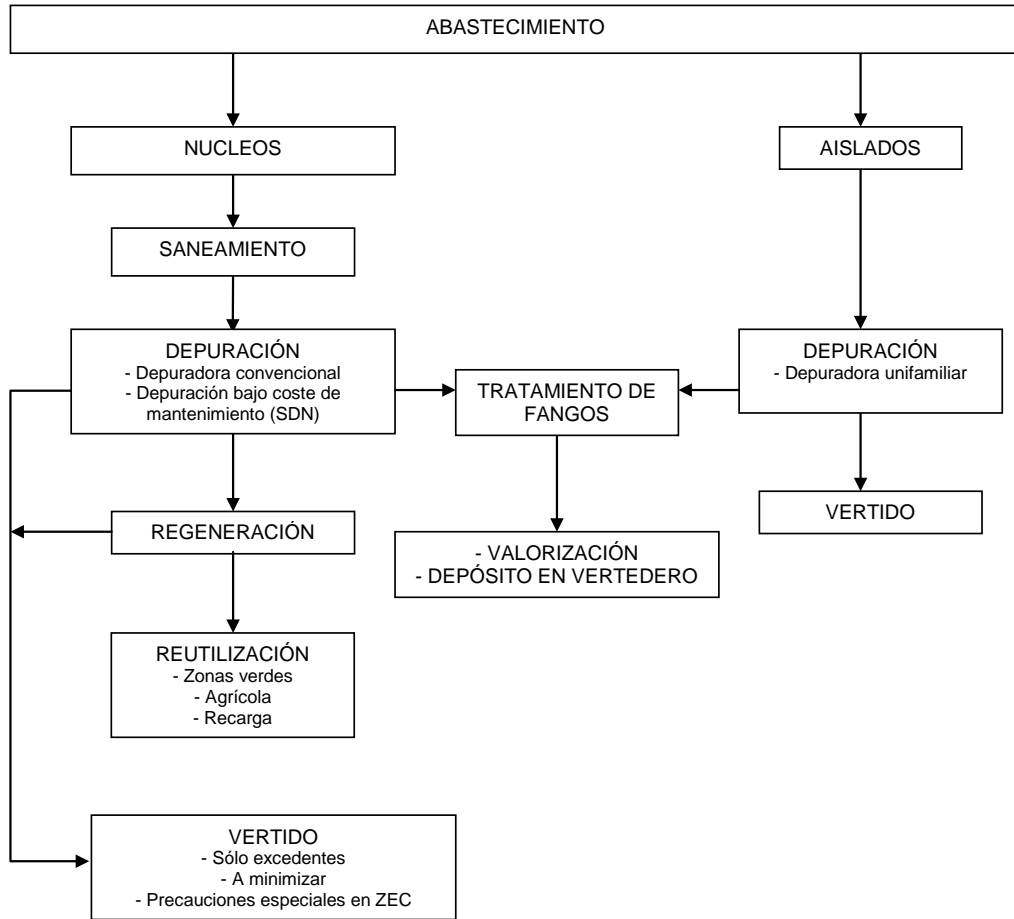 ABASTECIMIENTO
NUCLEOS
AISLADOS
SANEAMIENTO
DEPURACIÓN
- Depuradora convencional
- Depuración bajo coste de
mantenimiento (SDN)
TRATAMIENTO DE
FANGOS
DEPURACIÓN
- Depuradora unifamiliar
REGENERACIÓN
VERTIDO
- VALORIZACIÓN
- DEPÓSITO EN VERTEDERO
REUTILIZACIÓN
- Zonas verdes
- Agrícola
- Recarga
VERTIDO
- Sólo excedentes
- A minimizar
- Precauciones especiales en ZEC